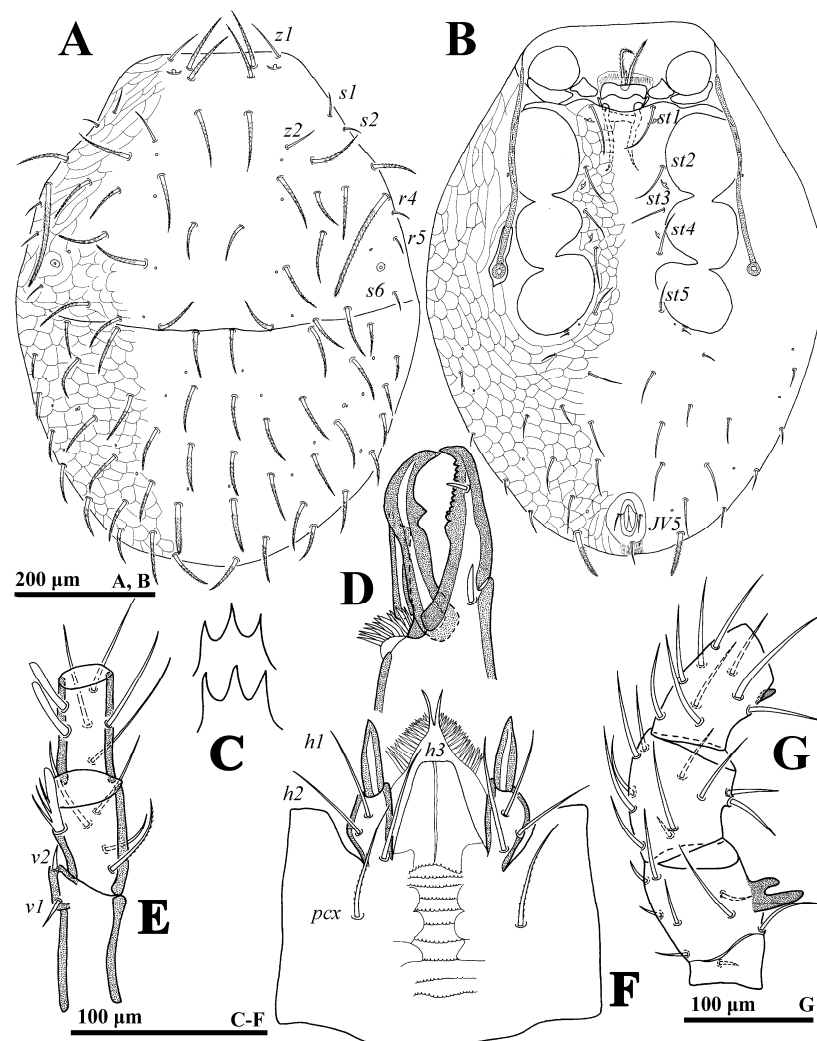 A
z1
s1
s2
z2
r4
r5
s6
B
st1
st2
st3
st4
st5
JV5
200 µm A, B
D
C
E
v2
v1
100 µm C-F
h1
h2
h3
pcx
F
G
100 µm G